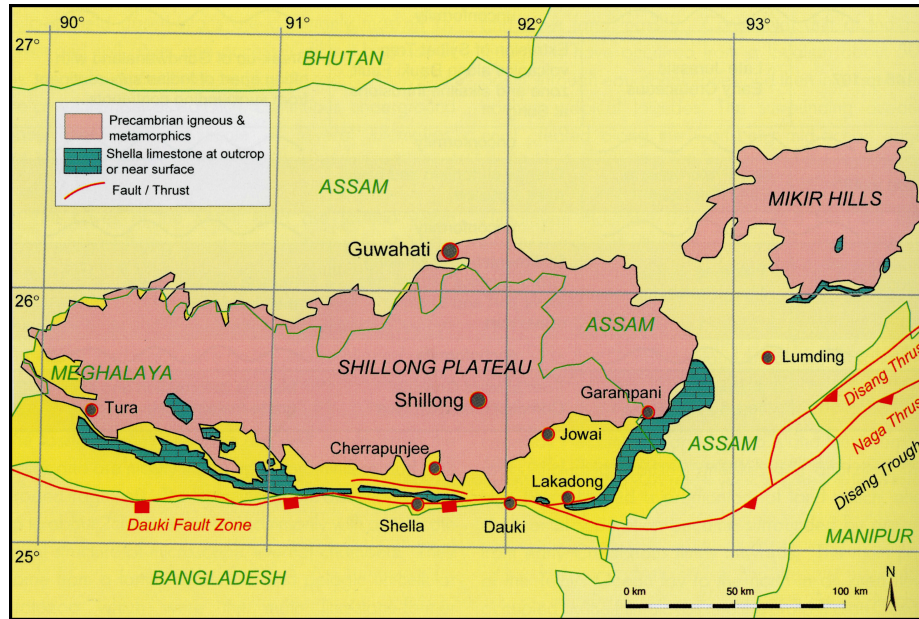 90°
91°
92°
93°
27°
BHUTAN
Precambrian igneous &
metamorphics
Shella limestone at outcrop
or near surface
Fault / Thrust
ASSAM
MIKIR HILLS
Guwahati
26°
ASSAM
MEGHALAYA
SHILLONG PLATEAU
Lumding
Disang Thrust
Shillong
Garampani
Tura
Naga Thrust
Jowai
ASSAM
Cherrapunjee
Disang Trough
Lakadong
Dauki Fault Zone
Shella
Dauki
MANIPUR
25°
BANGLADESH
N
0 km
50 km
100 km